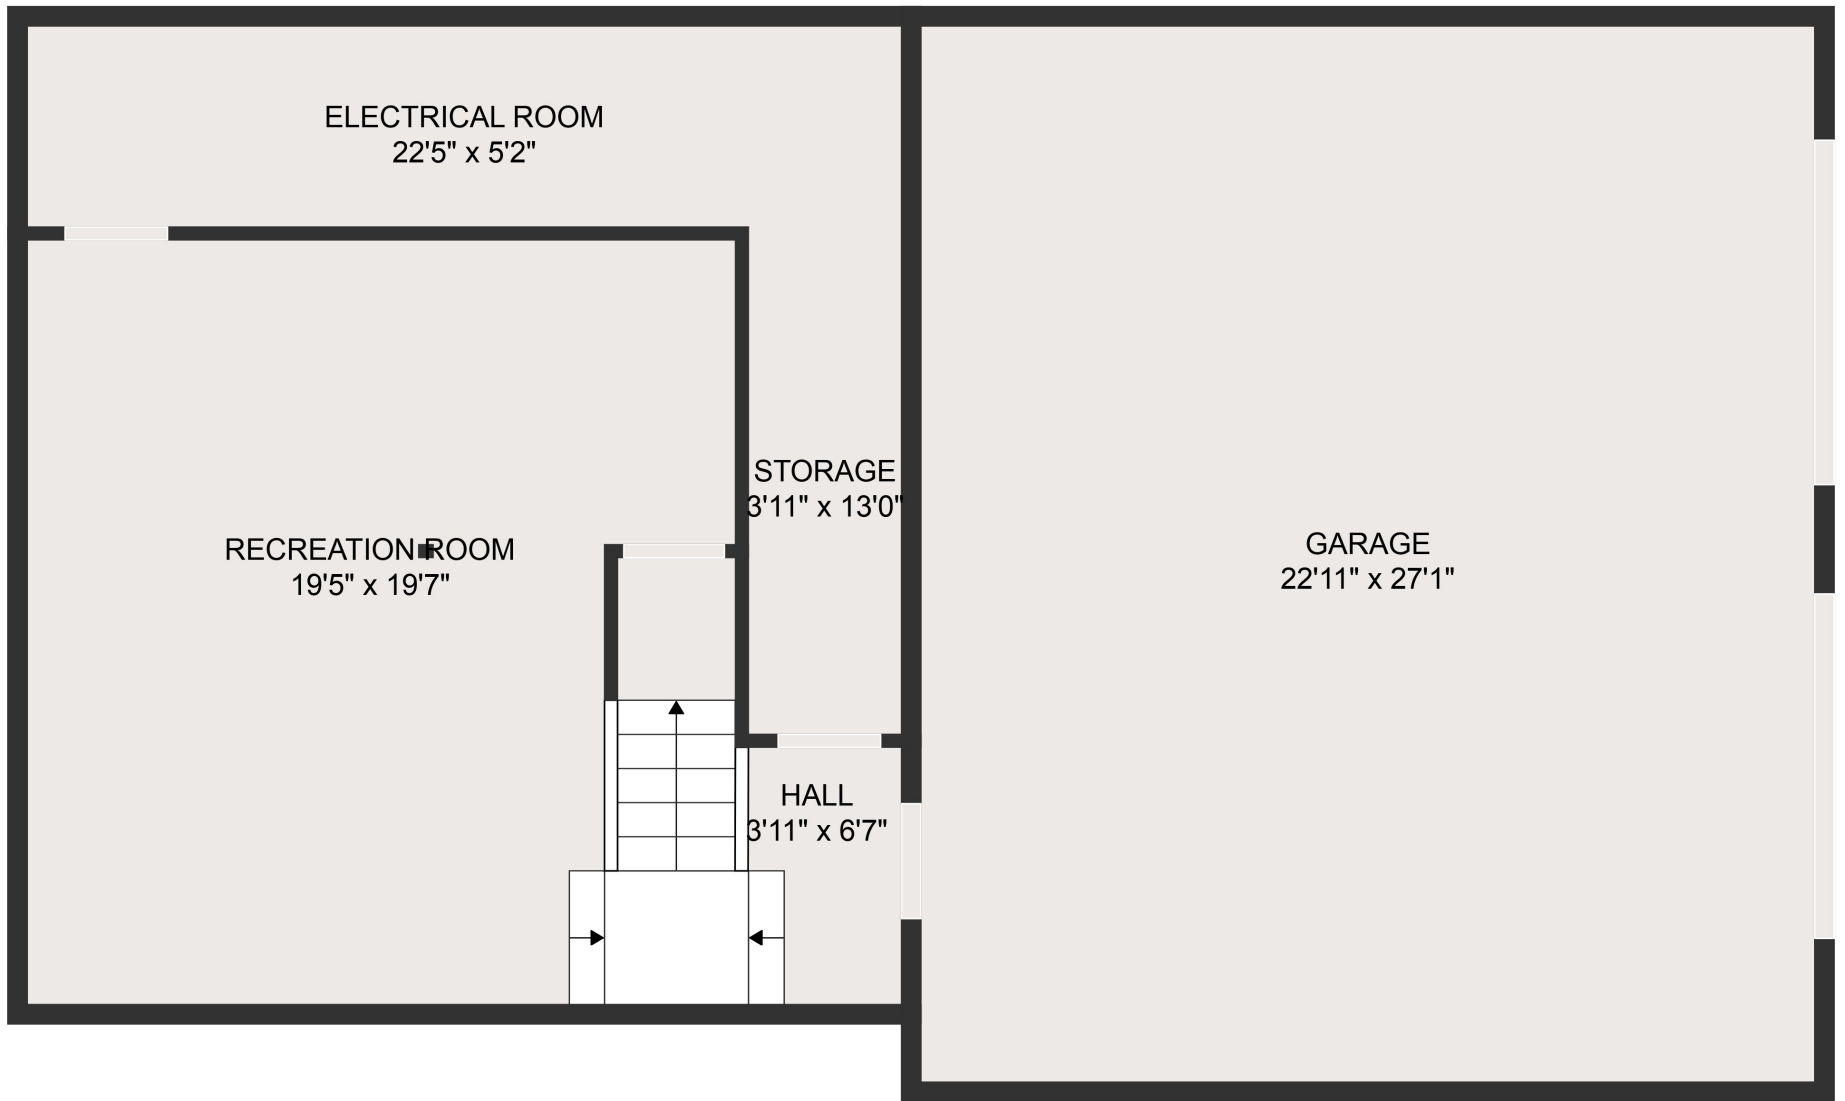 ELECTRICAL ROOM
22'5" x 5'2"
STORAGE
3'11" x 13'0"
RECREATION ROOM
19'5" x 19'7"
GARAGE
22'11" x 27'1"
HALL
3'11" x 6'7"